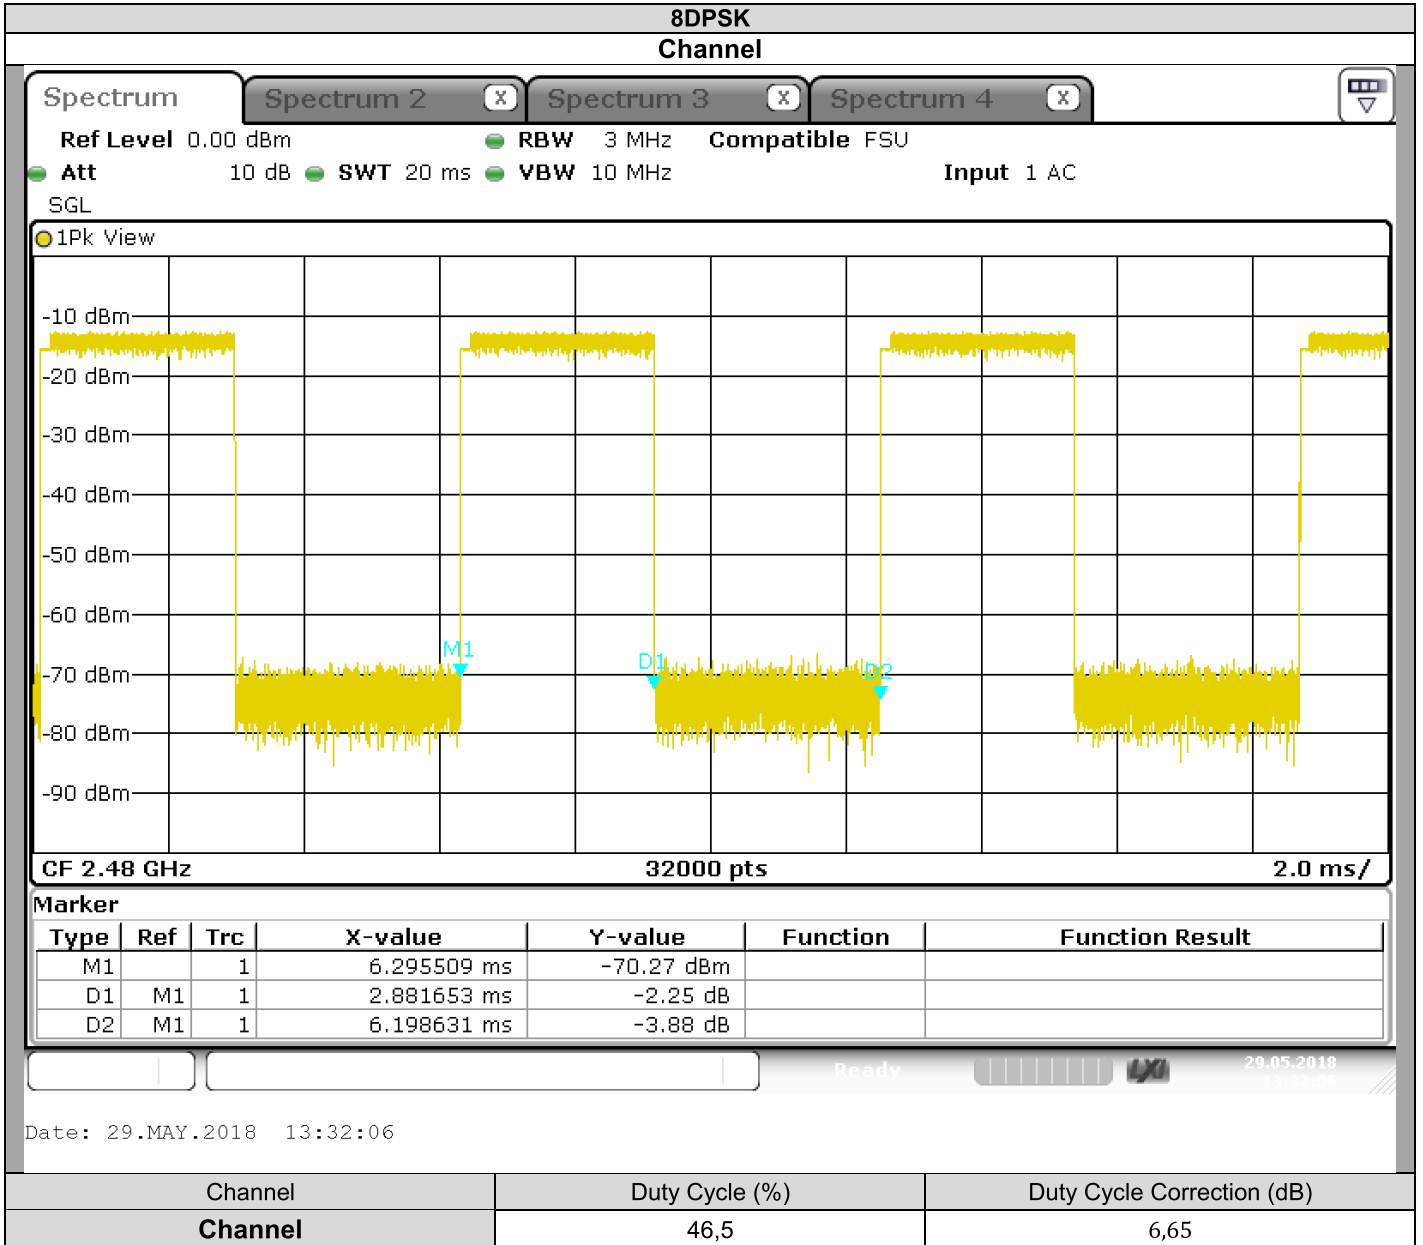 8DPSK
Channel
Spectrum Spectrum 2 X Spectrum 3 X Spectrum 4 X
Ref Level 0.00 dBm RBW 3 MHz Compatible FSU
Att 10 dB SWT 20 ms VBW 10 MHz Input 1 AC
SGL
1Pk View
-10 dBm
-20 dBm
-30 dBm
-40 dBm
-50 dBm
-60 dBm
M1
D1
D2
-70 dBm
-80 dBm
-90 dBm
CF 2.48 GHz 32000 pts 2.0 ms/
Marker
Type Ref Trc X-value Y-value Function Function Result
M1 1 6.295509 ms -70.27 dBm
D1 M1 1 2.881653 ms -2.25 dB
D2 M1 1 6.198631 ms -3.88 dB
Ready LXI 29.05.2018
13:32:06
Date: 29.MAY.2018 13:32:06
Channel Duty Cycle (%) Duty Cycle Correction (dB)
Channel 46,5 6,65